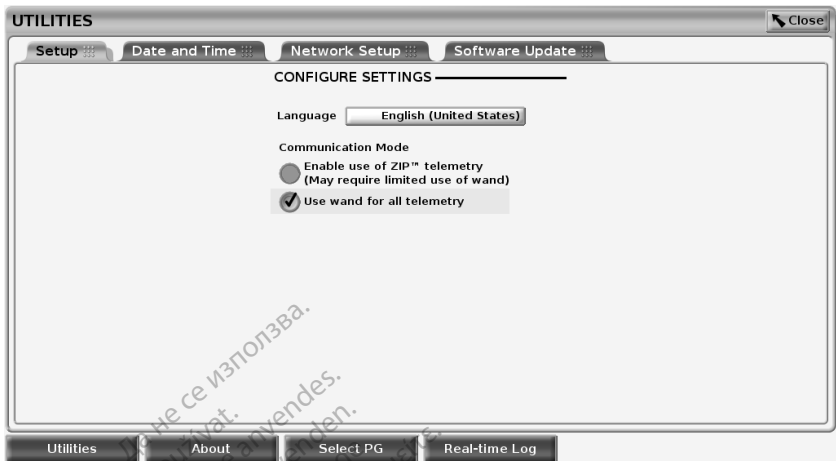 UTILITIES
Close
Setup
Date and Time
Network Setup
Software Update
CONFIGURE SETTINGS
Language English (United States)
Communication Mode
Enable use of ZIP™ telemetry
(May require limited use of wand)
Use wand for all telemetry
Да не се използва.
anvendes.
Utilities
About
Select PG
Real-time Log